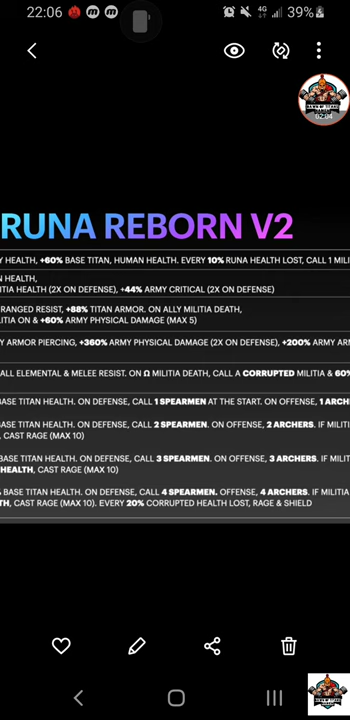 22:06 4G 39%
02:04
RUNA REBORN V2
Y HEALTH, +60% BASE TITAN, HUMAN HEALTH. EVERY 10% RUNA HEALTH LOST, CALL 1 MILI
N HEALTH,
ITIA HEALTH (2X ON DEFENSE), +44% ARMY CRITICAL (2X ON DEFENSE)
RANGED RESIST, +88% TITAN ARMOR. ON ALLY MILITIA DEATH,
LITIA ON & +60% ARMY PHYSICAL DAMAGE (MAX 5)
Y ARMOR PIERCING, +360% ARMY PHYSICAL DAMAGE (2X ON DEFENSE), +200% ARMY ARM
ALL ELEMENTAL & MELEE RESIST. ON Ω MILITIA DEATH, CALL A CORRUPTED MILITIA & 60%
BASE TITAN HEALTH. ON DEFENSE, CALL 1 SPEARMEN AT THE START. ON OFFENSE, 1 ARCH
BASE TITAN HEALTH. ON DEFENSE, CALL 2 SPEARMEN. ON OFFENSE, 2 ARCHERS. IF MILIT
, CAST RAGE (MAX 10)
BASE TITAN HEALTH. ON DEFENSE, CALL 3 SPEARMEN. ON OFFENSE, 3 ARCHERS. IF MILIT
HEALTH, CAST RAGE (MAX 10)
BASE TITAN HEALTH. ON DEFENSE, CALL 4 SPEARMEN. OFFENSE, 4 ARCHERS. IF MILITIA
TH, CAST RAGE (MAX 10). EVERY 20% CORRUPTED HEALTH LOST, RAGE & SHIELD